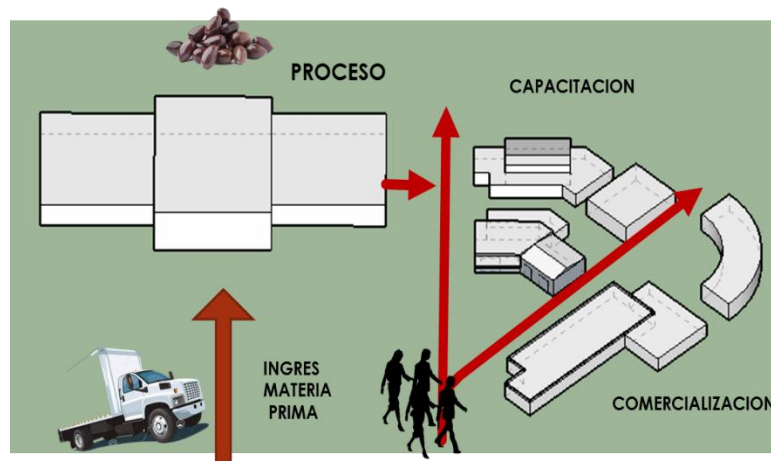 PROCESO
CAPACITACION
INGRES
MATERIA
PRIMA
COMERCIALIZACION